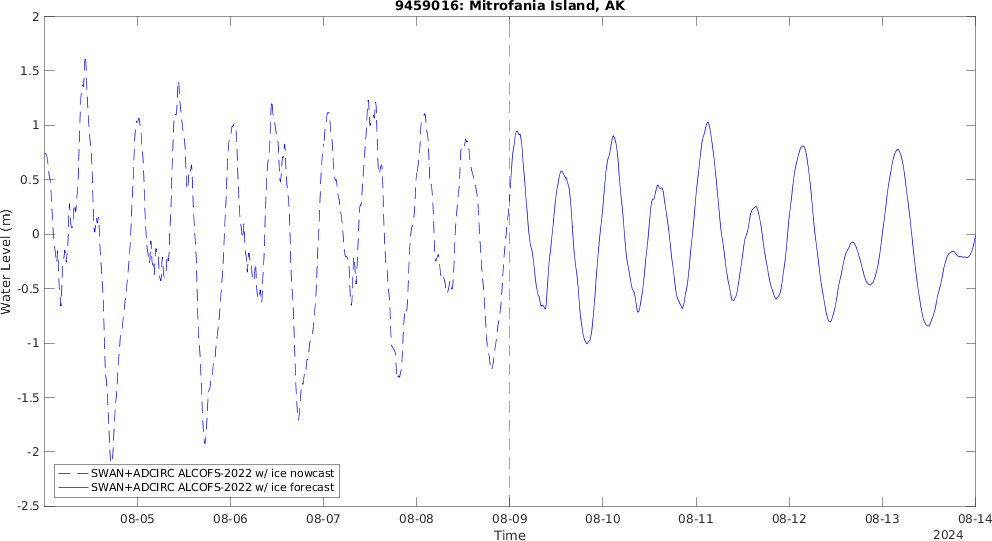 9459016: Mitrofania Island, AK
Water Level (m)
2
1.5
1
0.5
0
-0.5
-1
-1.5
-2
-2.5
SWAN+ADCIRC ALCOFS-2022 w/ ice nowcast
SWAN+ADCIRC ALCOFS-2022 w/ ice forecast
08-05 08-06 08-07 08-08 08-09 08-10 08-11 08-12 08-13 08-14
Time
2024